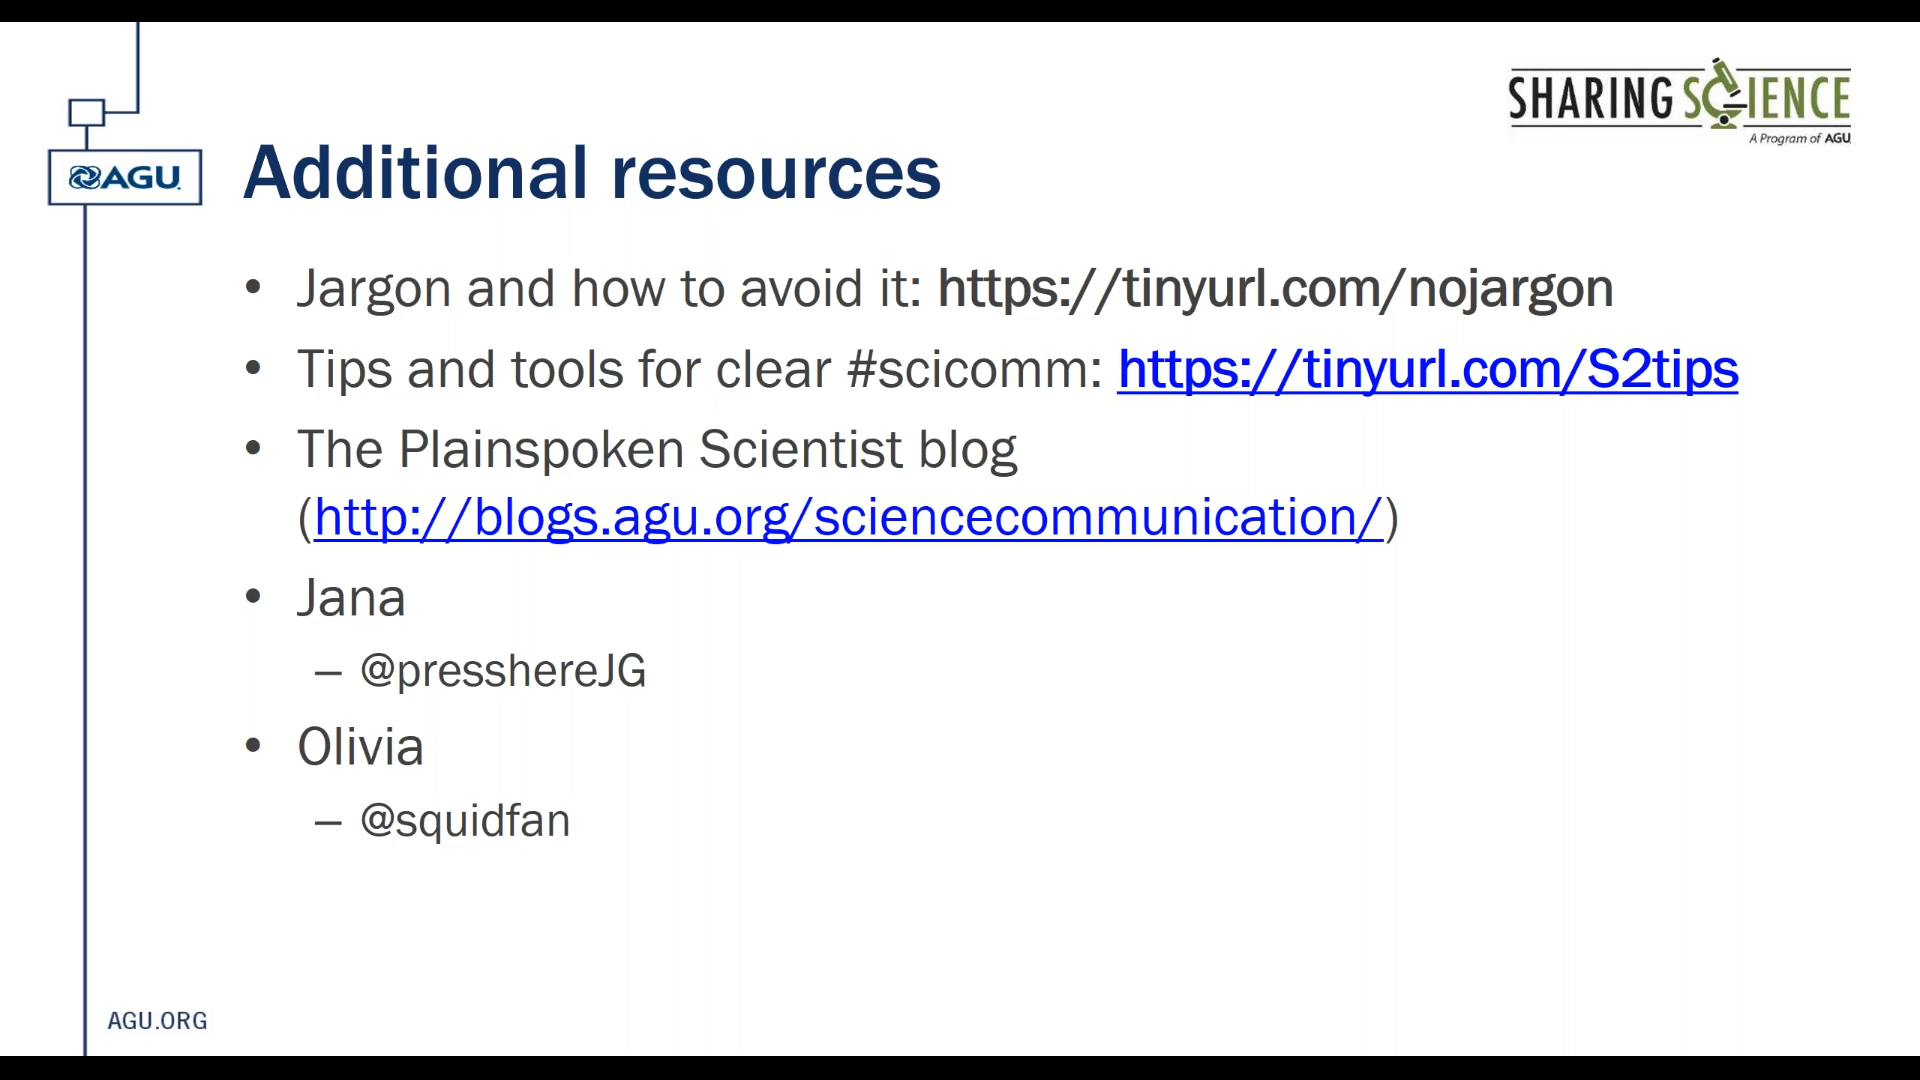 SHARING SCIENCE
A Program of AGU
AGU
Additional resources
• Jargon and how to avoid it: https://tinyurl.com/nojargon
• Tips and tools for clear #scicomm: https://tinyurl.com/S2tips
• The Plainspoken Scientist blog
(http://blogs.agu.org/sciencecommunication/)
• Jana
– @presshereJG
• Olivia
– @squidfan
AGU.ORG